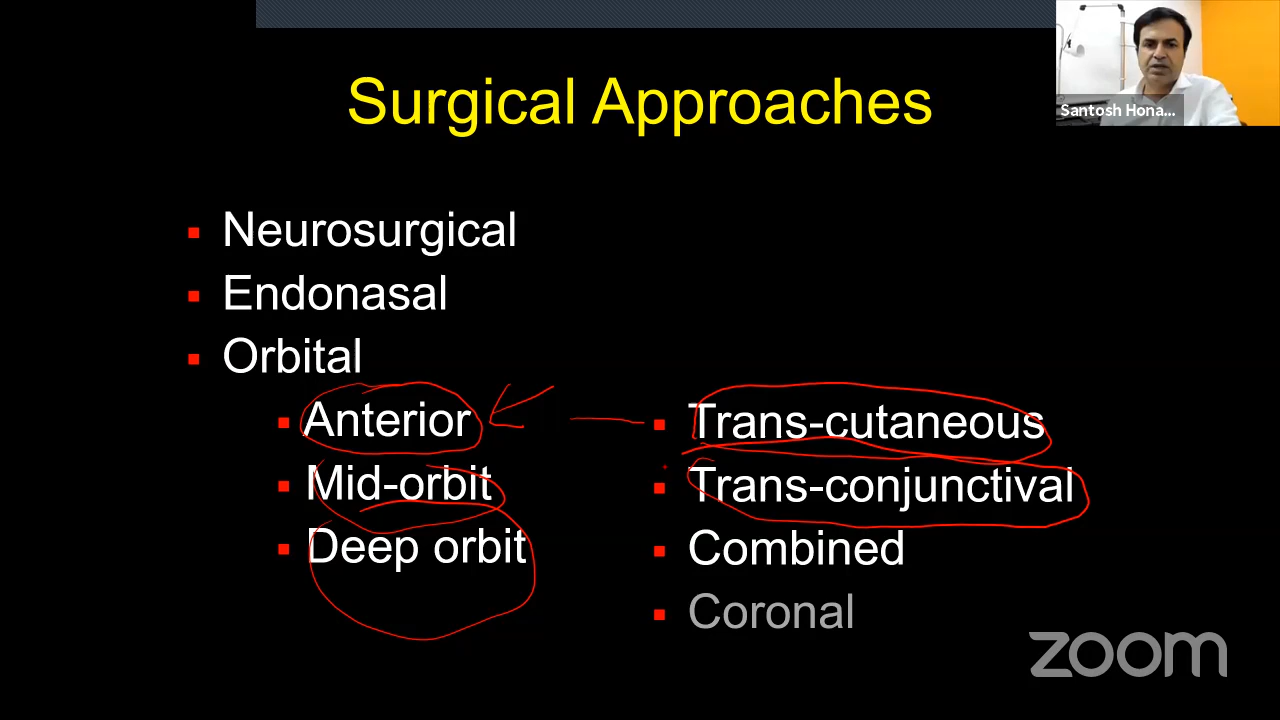 Surgical Approaches
Santosh Hona...
Neurosurgical
Endonasal
Orbital
Anterior
Mid-orbit
Deep orbit
Trans-cutaneous
Trans-conjunctival
Combined
Coronal
zoom